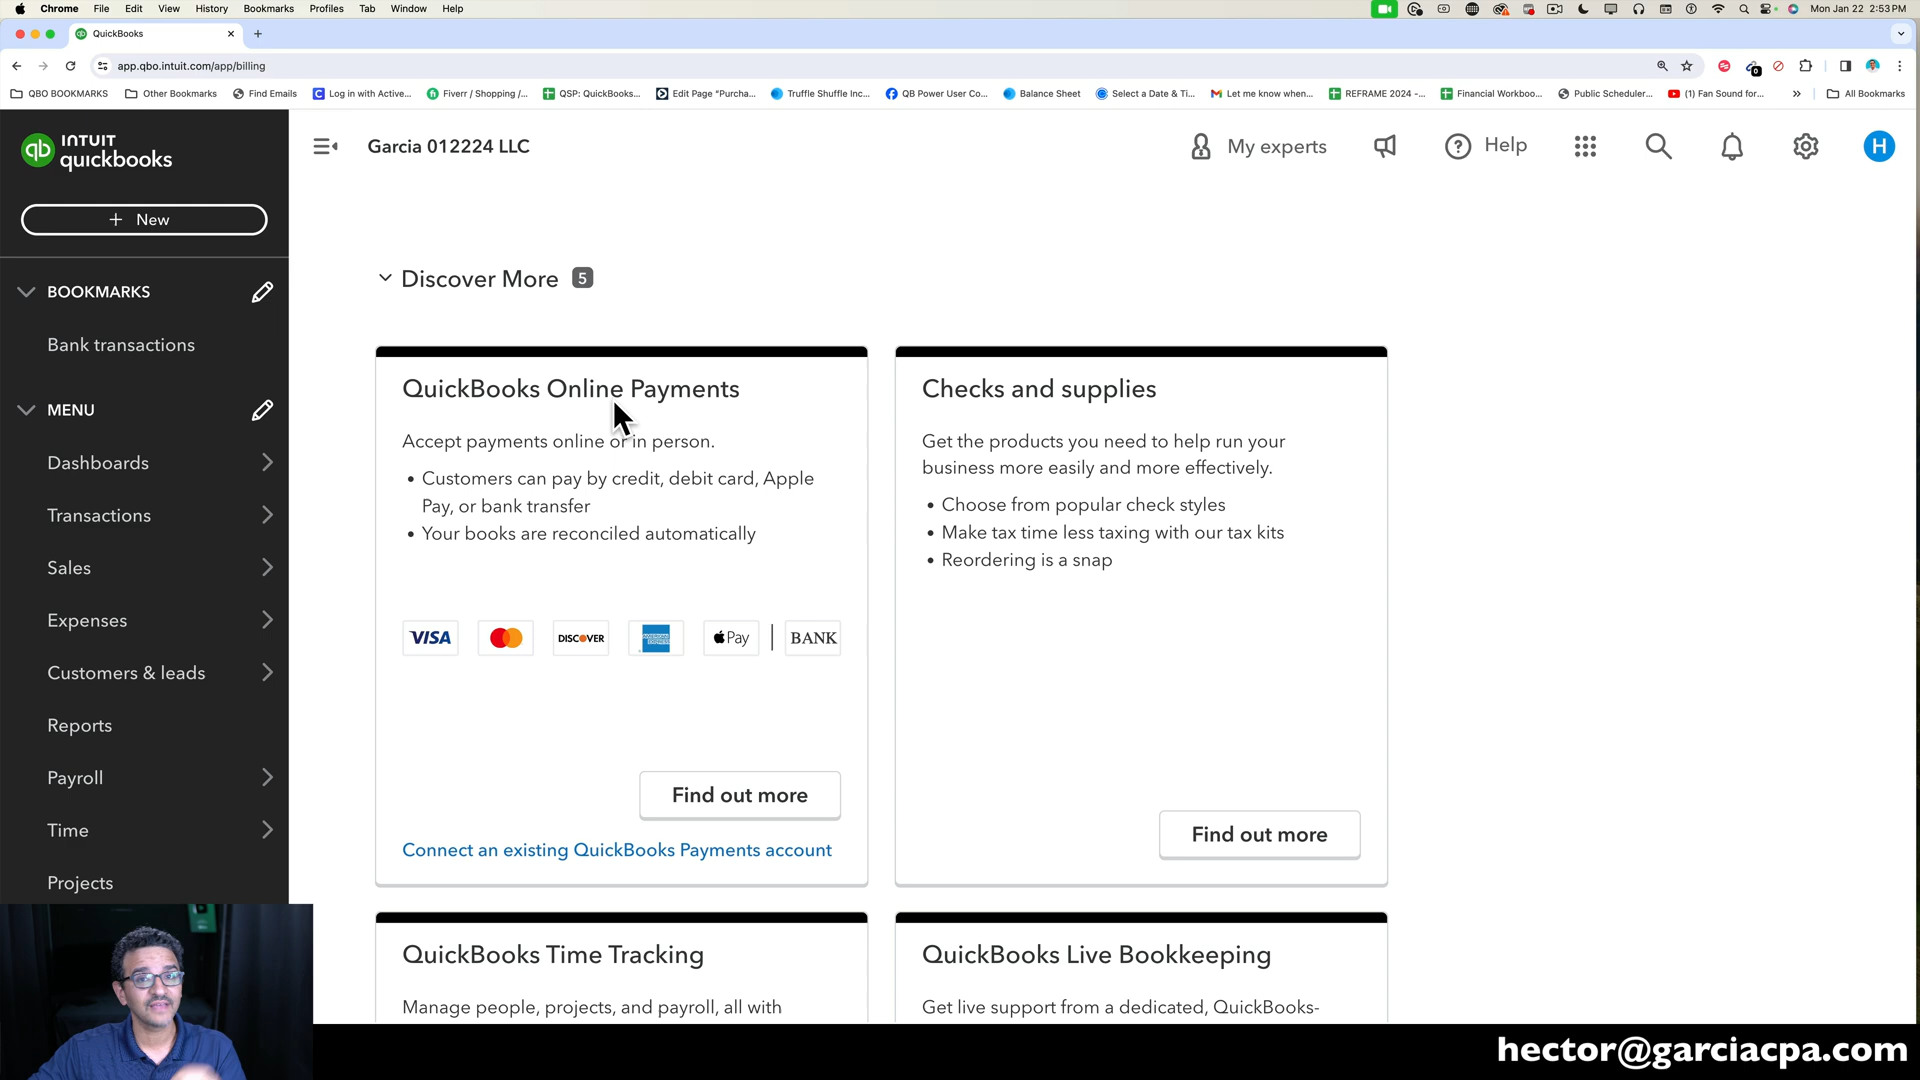 Chrome File Edit View History Bookmarks Profiles Tab Window Help
Mon Jan 22 2:53 PM
QuickBooks
app.qbo.intuit.com/app/billing
QBO BOOKMARKS Other Bookmarks Find Emails Log in with Active... Fiverr / Shopping /... QSP: QuickBooks... Edit Page "Purcha... Truffle Shuffle Inc... QB Power User Co... Balance Sheet Select a Date & Ti... Let me know when... REFRAME 2024 -... Financial Workboo... Public Scheduler... (1) Fan Sound for... All Bookmarks
INTUIT
quickbooks
Garcia 012224 LLC
My experts
Help
H
+ New
BOOKMARKS
Bank transactions
MENU
Dashboards
Transactions
Sales
Expenses
Customers & leads
Reports
Payroll
Time
Projects
Discover More 5
QuickBooks Online Payments
Accept payments online or in person.
• Customers can pay by credit, debit card, Apple
Pay, or bank transfer
• Your books are reconciled automatically
VISA DISCOVER Pay BANK
Find out more
Connect an existing QuickBooks Payments account
Checks and supplies
Get the products you need to help run your
business more easily and more effectively.
• Choose from popular check styles
• Make tax time less taxing with our tax kits
• Reordering is a snap
Find out more
QuickBooks Time Tracking
Manage people, projects, and payroll, all with
QuickBooks Live Bookkeeping
Get live support from a dedicated, QuickBooks-
hector@garciacpa.com